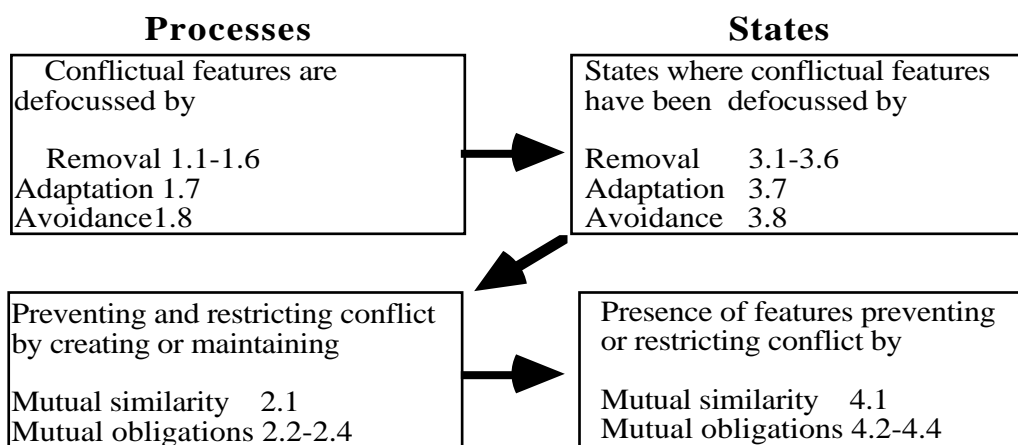 Processes
Conflictual features are
defocussed by
Removal 1.1-1.6
Adaptation 1.7
Avoidance1.8
States
States where conflictual features
have been defocussed by
Removal 3.1-3.6
Adaptation 3.7
Avoidance 3.8
Preventing and restricting conflict
by creating or maintaining
Mutual similarity 2.1
Mutual obligations 2.2-2.4
Presence of features preventing
or restricting conflict by
Mutual similarity 4.1
Mutual obligations 4.2-4.4